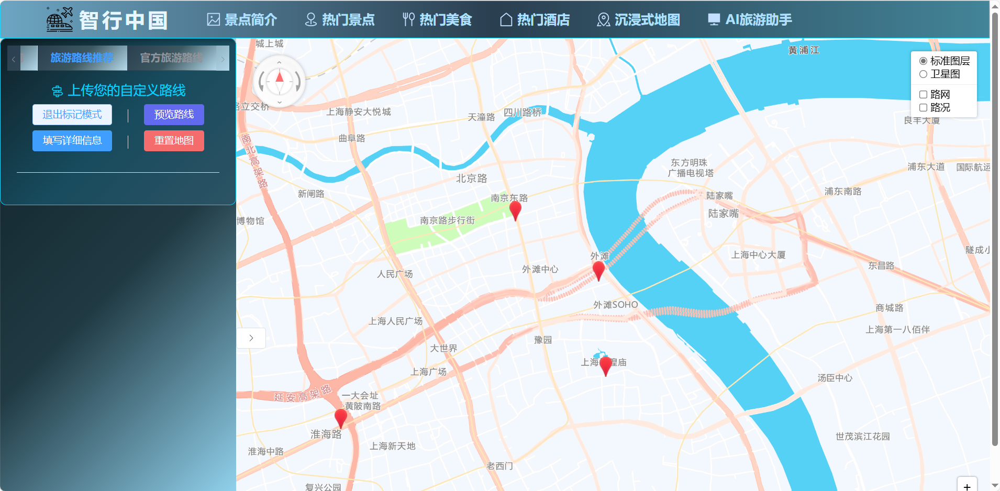 智行中国
景点简介
热门景点
热门美食
热门酒店
沉浸式地图
AI旅游助手
旅游路线推荐
官方旅游路线
上传您的自定义路线
退出标记模式
预览路线
填写详细信息
重置地图
城上城
黄浦江
标准图层
卫星图
路网
路况
路立交桥
上海静安大悦城
天潼路
四川路桥
良丰大厦
曲阜路
南北高架路
东方明珠
广播电视塔
浦东大道
国际航运
北京路
新闸路
南京东路
陆家嘴
浦东南路
陆家嘴
博物馆
南京路步行街
外滩
上海中心大厦
隧成小
东昌路
人民广场
外滩中心
外滩SOHO
商城路
上海人民广场
上海第一八佰伴
豫园
大世界
上海
隍庙
上海广场
汤臣中心
延安高架路
一大会址
·黄陂南路
淮海路
世茂滨江花园
淮海中路
上海新天地
老西门
复兴公园
+